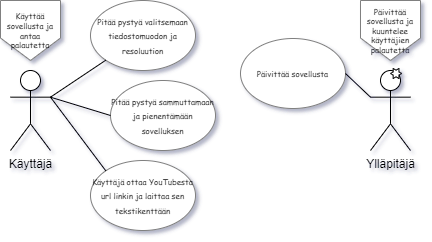 Käyttää
sovellusta ja
antaa
palautetta
Käyttäjä
Pitää pystyä valitsemaan
tiedostomuodon ja
resoluution
Pitää pystyä sammuttamaan
ja pienentämään
sovelluksen
Käyttäjä ottaa YouTubesta
url linkin ja laittaa sen
tekstikenttään
Päivittää sovellusta
Päivittää
sovellusta ja
kuuntelee
käyttäjien
palautetta
Ylläpitäjä